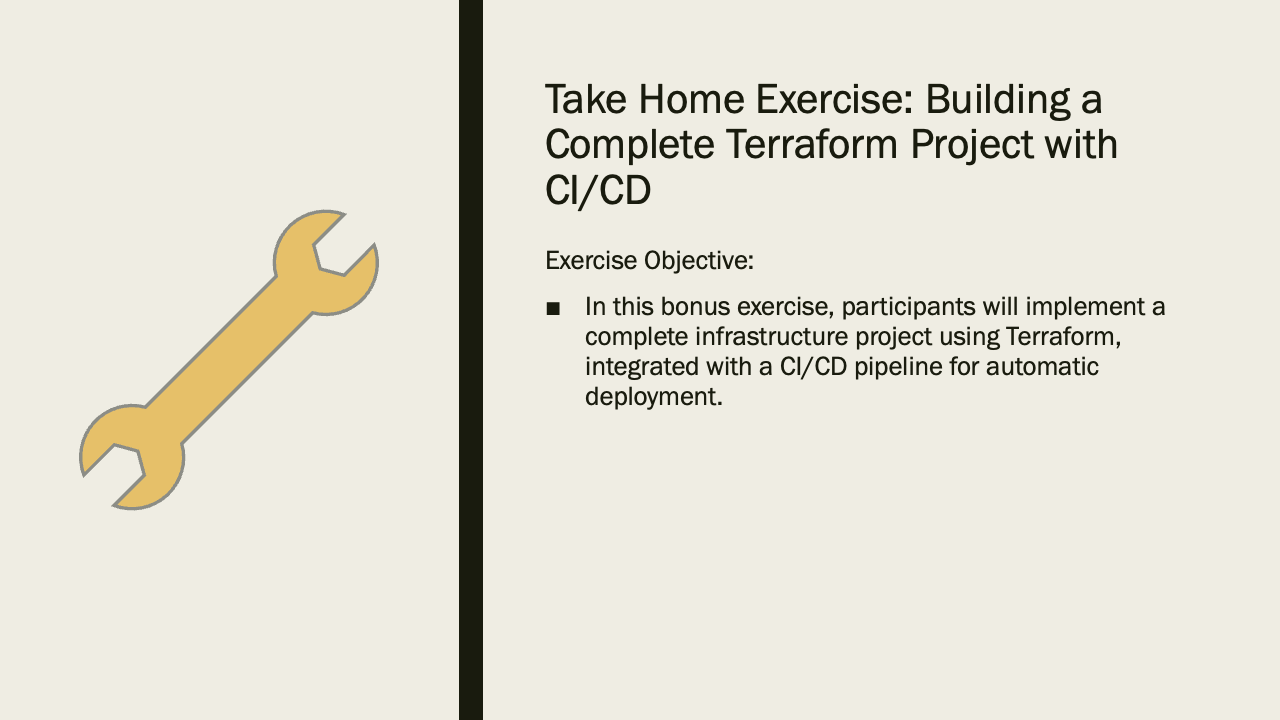 Take Home Exercise: Building a
Complete Terraform Project with
CI/CD
Exercise Objective:
■ In this bonus exercise, participants will implement a
complete infrastructure project using Terraform,
integrated with a CI/CD pipeline for automatic
deployment.